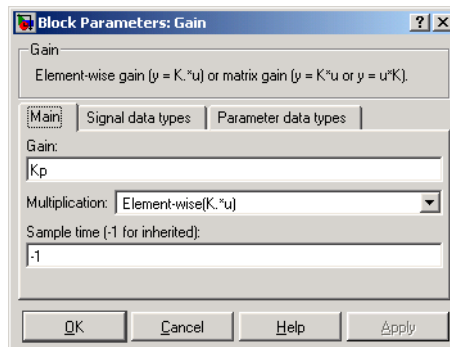 Block Parameters: Gain
Gain
Element-wise gain (y = K.*u) or matrix gain (y = K*u or y = u*K).
Main Signal data types Parameter data types
Gain:
Kp
Multiplication: Element-wise(K.*u)
Sample time (-1 for inherited):
-1
OK Cancel Help Apply